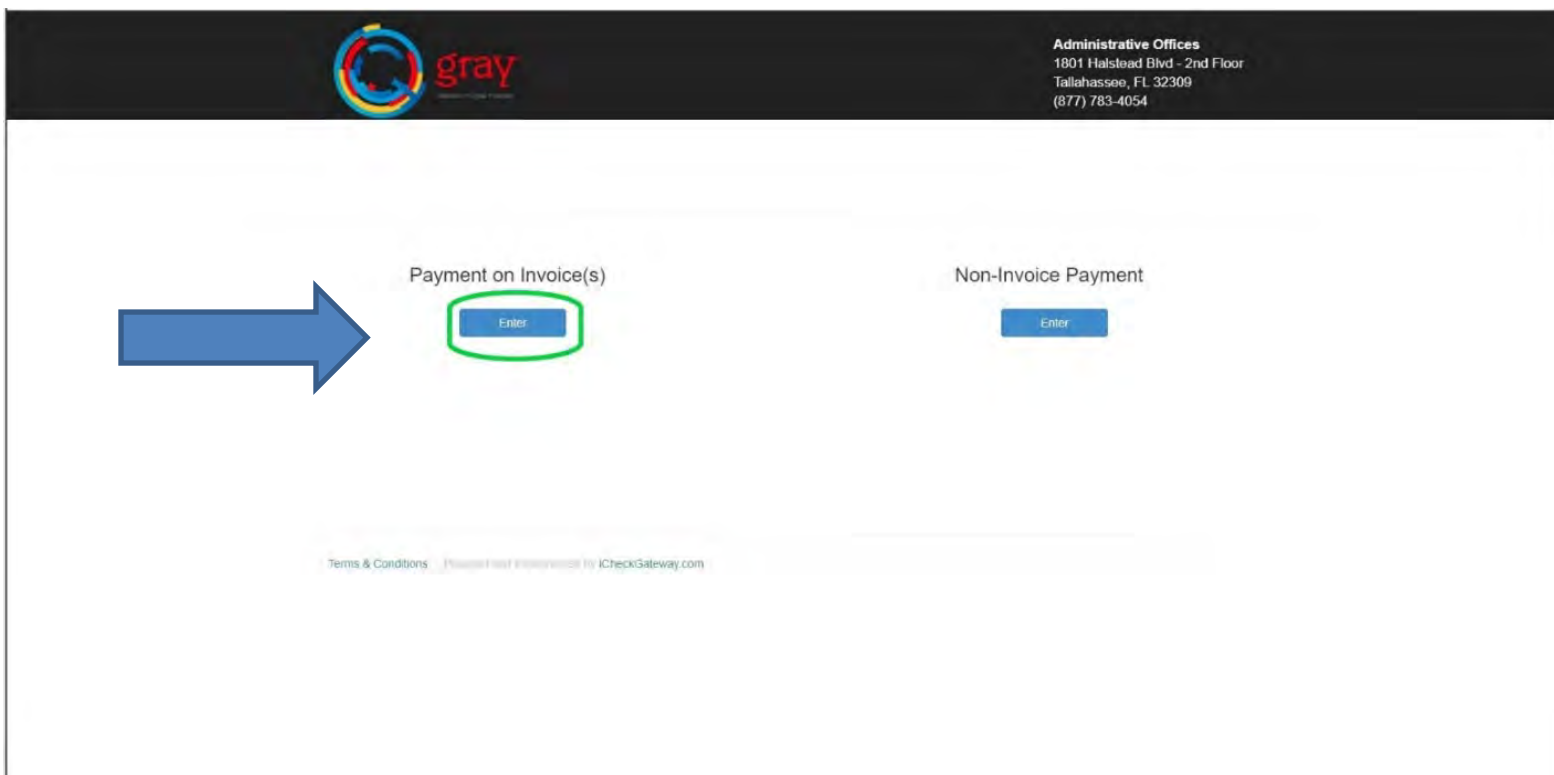 gray
Administrative Offices
1801 Halstead Blvd - 2nd Floor
Tallahassee, FL 32309
(877) 783-4054
Payment on Invoice(s)
Non-Invoice Payment
Enter
Enter
Terms & Conditions by iCheckGateway.com